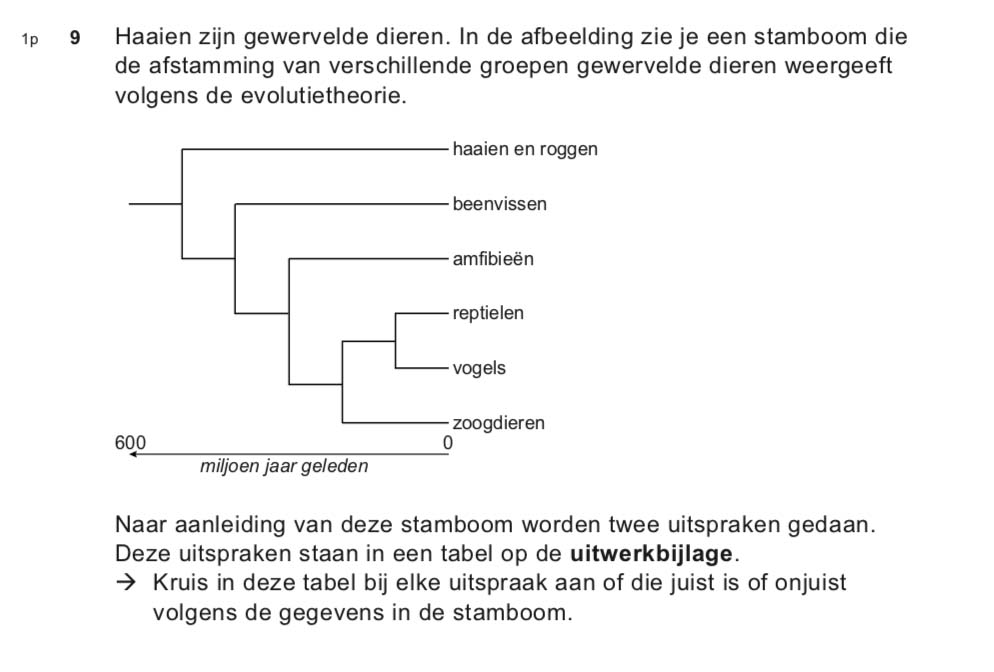 1p 9 Haaien zijn gewervelde dieren. In de afbeelding zie je een stamboom die
de afstamming van verschillende groepen gewervelde dieren weergeeft
volgens de evolutietheorie.
haaien en roggen
beenvissen
amfibieën
reptielen
vogels
zoogdieren
600 0
miljoen jaar geleden
Naar aanleiding van deze stamboom worden twee uitspraken gedaan.
Deze uitspraken staan in een tabel op de uitwerkbijlage.
→ Kruis in deze tabel bij elke uitspraak aan of die juist is of onjuist
volgens de gegevens in de stamboom.